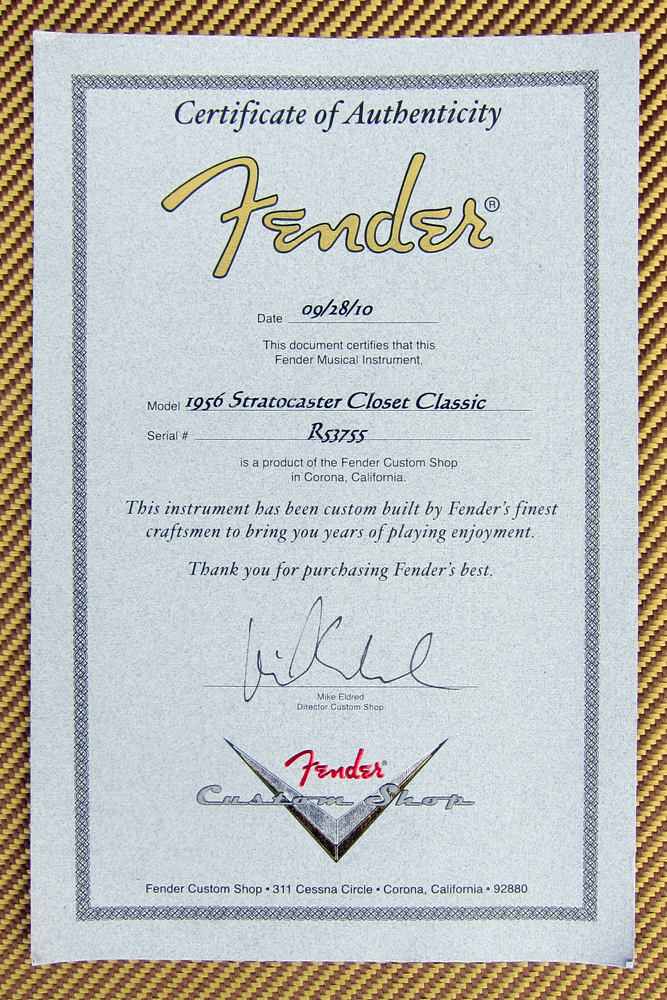 Certificate of Authenticity
Fender®
Date 09/28/10
This document certifies that this
Fender Musical Instrument,
Model 1956 Stratocaster Closet Classic
Serial # R53755
is a product of the Fender Custom Shop
in Corona, California.
This instrument has been custom built by Fender's finest
craftsmen to bring you years of playing enjoyment.
Thank you for purchasing Fender's best.
Mike Eldred
Director Custom Shop
Fender®
Custom Shop
Fender Custom Shop • 311 Cessna Circle • Corona, California • 92880